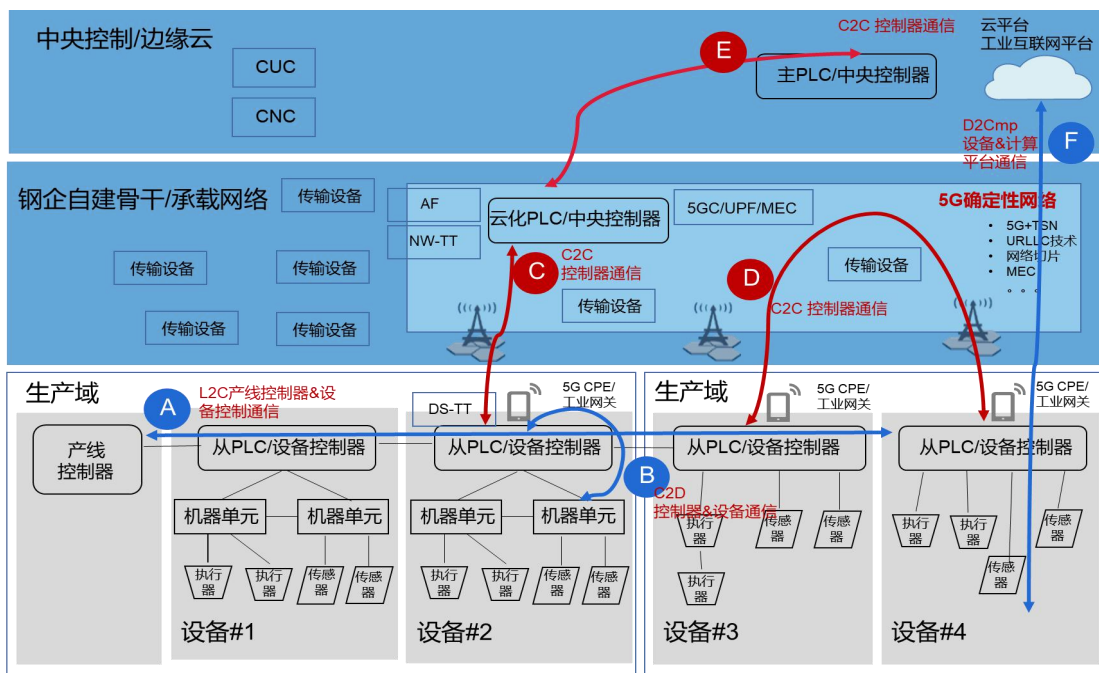 中央控制/边缘云
CUC
CNC
E
C2C 控制器通信
主PLC/中央控制器
云平台
工业互联网平台
D2Cmp
设备&计算
平台通信
F
钢企自建骨干/承载网络
传输设备
传输设备
传输设备
传输设备
传输设备
AF
NW-TT
云化PLC/中央控制器
5GC/UPF/MEC
C
C2C
控制器通信
传输设备
D
C2C 控制器通信
传输设备
5G确定性网络
5G+TSN
URLLC技术
网络切片
MEC
。。。
生产域
A
L2C产线控制器&设
备控制通信
产线
控制器
从PLC/设备控制器
机器单元
机器单元
执行
器
执行
器
传感
器
传感
器
设备#1
DS-TT
5G CPE/
工业网关
从PLC/设备控制器
机器单元
机器单元
执行
器
执行
器
传感
器
传感
器
设备#2
B
C2D
控制器&设备通信
生产域
5G CPE/
工业网关
从PLC/设备控制器
执行
器
传感
器
传感
器
执行
器
设备#3
5G CPE/
工业网关
从PLC/设备控制器
执行
器
执行
器
传感
器
传感
器
设备#4